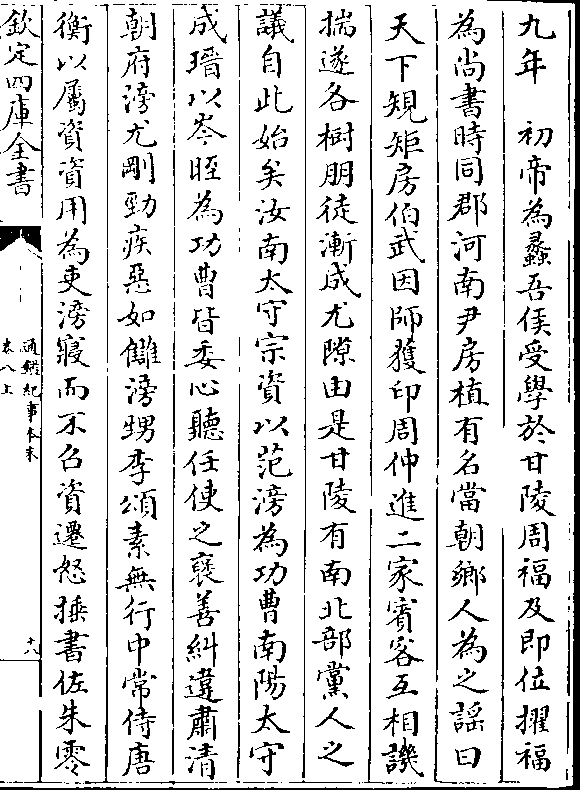 九年　初帝為蠡吾侯受學於甘陵周福及即位擢福
為尚書時同郡河南尹房植有名當朝鄉人為之謡曰
天下規矩房伯武因師獲印周仲進二家賓客互相譏
揣遂各樹朋徒漸成尤隙由是甘陵有南北部黨人之
議自此始矣汝南太守宗資以范滂為功曹南陽太守
成瑨以岑晊為功曹皆委心聽任使之褒善糾違肅清
朝府滂尤剛勁疾惡如讎滂甥李頌素無行中常侍唐
衡以屬資資用為吏滂寢而不召資遷怒捶書佐朱零
欽定四庫全書
通鑑紀事本末
卷八上
十八